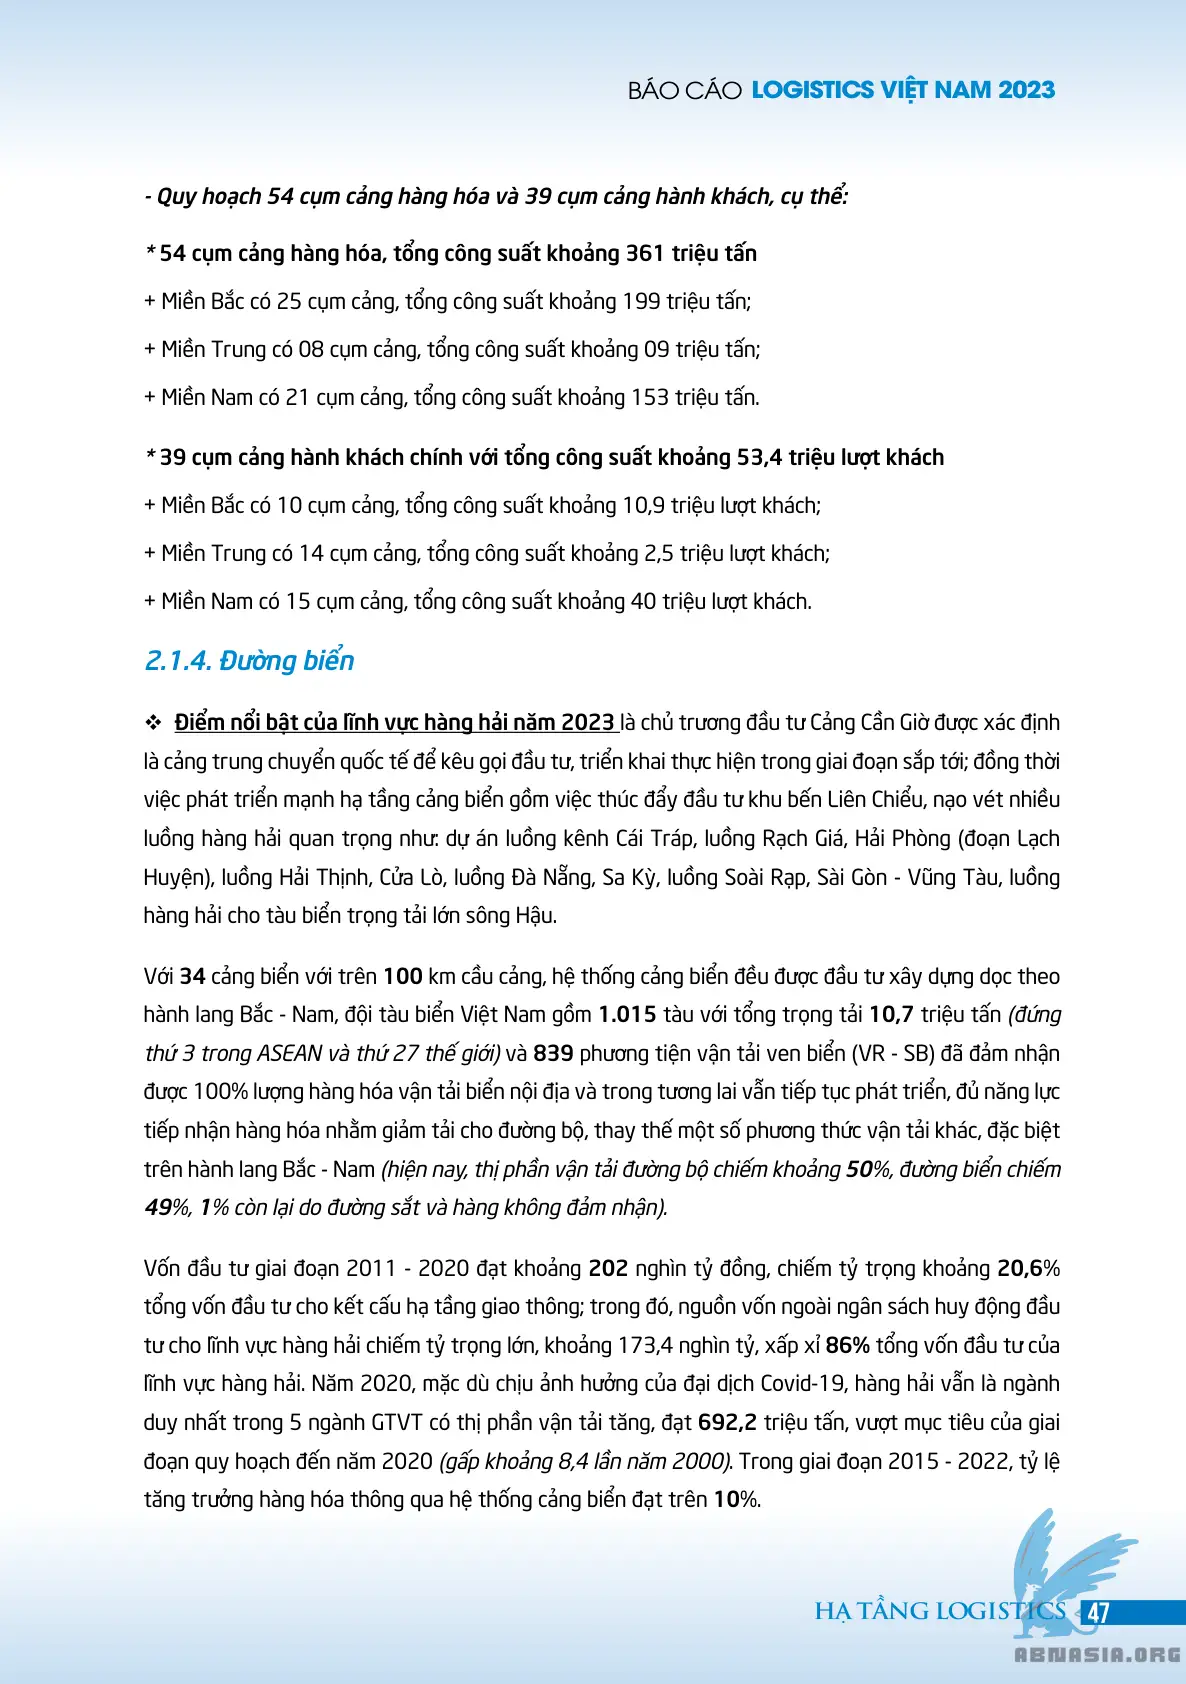 BÁO CÁO LOGISTICS VIỆT NAM 2023
- Quy hoạch 54 cụm cảng hàng hóa và 39 cụm cảng hành khách, cụ thể:
* 54 cụm cảng hàng hóa, tổng công suất khoảng 361 triệu tấn
+ Miền Bắc có 25 cụm cảng, tổng công suất khoảng 199 triệu tấn;
+ Miền Trung có 08 cụm cảng, tổng công suất khoảng 09 triệu tấn;
+ Miền Nam có 21 cụm cảng, tổng công suất khoảng 153 triệu tấn.
* 39 cụm cảng hành khách chính với tổng công suất khoảng 53,4 triệu lượt khách
+ Miền Bắc có 10 cụm cảng, tổng công suất khoảng 10,9 triệu lượt khách;
+ Miền Trung có 14 cụm cảng, tổng công suất khoảng 2,5 triệu lượt khách;
+ Miền Nam có 15 cụm cảng, tổng công suất khoảng 40 triệu lượt khách.
2.1.4. Đường biển
❖ Điểm nổi bật của lĩnh vực hàng hải năm 2023 là chủ trương đầu tư Cảng Cần Giờ được xác định
là cảng trung chuyển quốc tế để kêu gọi đầu tư, triển khai thực hiện trong giai đoạn sắp tới; đồng thời
việc phát triển mạnh hạ tầng cảng biển gồm việc thúc đẩy đầu tư khu bến Liên Chiểu, nạo vét nhiều
luồng hàng hải quan trọng như: dự án luồng kênh Cái Tráp, luồng Rạch Giá, Hải Phòng (đoạn Lạch
Huyện), luồng Hải Thịnh, Cửa Lò, luồng Đà Nẵng, Sa Kỳ, luồng Soài Rạp, Sài Gòn - Vũng Tàu, luồng
hàng hải cho tàu biển trọng tải lớn sông Hậu.
Với 34 cảng biển với trên 100 km cầu cảng, hệ thống cảng biển đều được đầu tư xây dựng dọc theo
hành lang Bắc - Nam, đội tàu biển Việt Nam gồm 1.015 tàu với tổng trọng tải 10,7 triệu tấn (đứng
thứ 3 trong ASEAN và thứ 27 thế giới) và 839 phương tiện vận tải ven biển (VR - SB) đã đảm nhận
được 100% lượng hàng hóa vận tải biển nội địa và trong tương lai vẫn tiếp tục phát triển, đủ năng lực
tiếp nhận hàng hóa nhằm giảm tải cho đường bộ, thay thế một số phương thức vận tải khác, đặc biệt
trên hành lang Bắc - Nam (hiện nay, thị phần vận tải đường bộ chiếm khoảng 50%, đường biển chiếm
49%, 1% còn lại do đường sắt và hàng không đảm nhận).
Vốn đầu tư giai đoạn 2011 - 2020 đạt khoảng 202 nghìn tỷ đồng, chiếm tỷ trọng khoảng 20,6%
tổng vốn đầu tư cho kết cấu hạ tầng giao thông; trong đó, nguồn vốn ngoài ngân sách huy động đầu
tư cho lĩnh vực hàng hải chiếm tỷ trọng lớn, khoảng 173,4 nghìn tỷ, xấp xỉ 86% tổng vốn đầu tư của
lĩnh vực hàng hải. Năm 2020, mặc dù chịu ảnh hưởng của đại dịch Covid-19, hàng hải vẫn là ngành
duy nhất trong 5 ngành GTVT có thị phần vận tải tăng, đạt 692,2 triệu tấn, vượt mục tiêu của giai
đoạn quy hoạch đến năm 2020 (gấp khoảng 8,4 lần năm 2000). Trong giai đoạn 2015 - 2022, tỷ lệ
tăng trưởng hàng hóa thông qua hệ thống cảng biển đạt trên 10%.
HẠ TẦNG LOGISTICS 47
ABNASIA.ORG